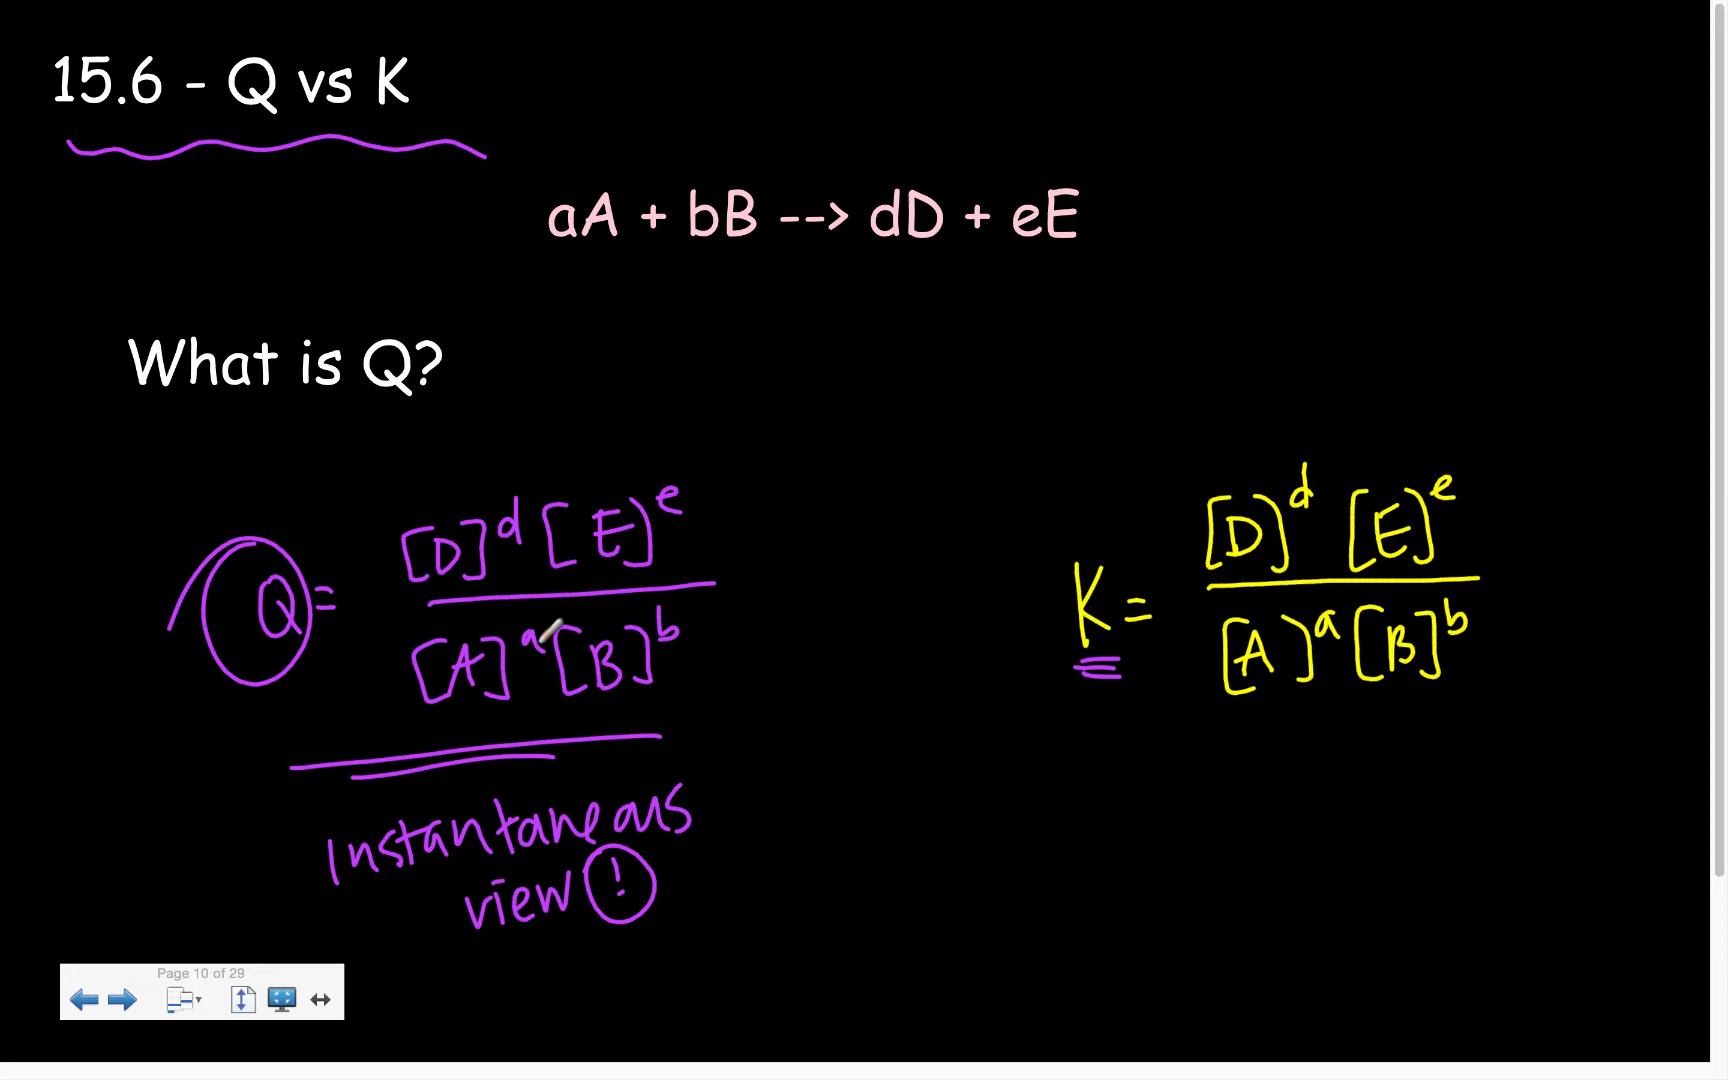 15.6 - Q vs K
aA + bB --> dD + eE
What is Q?
Q = [D]^d [E]^e / [A]^a [B]^b
K = [D]^d [E]^e / [A]^a [B]^b
Instantaneous
view !
Page 10 of 29